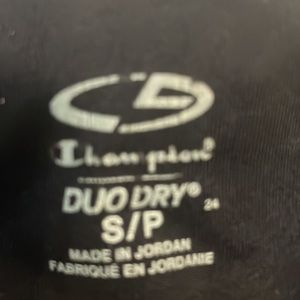 Champion
DUO DRY®
24
S/P
MADE IN JORDAN
FABRIQUÉ EN JORDANIE